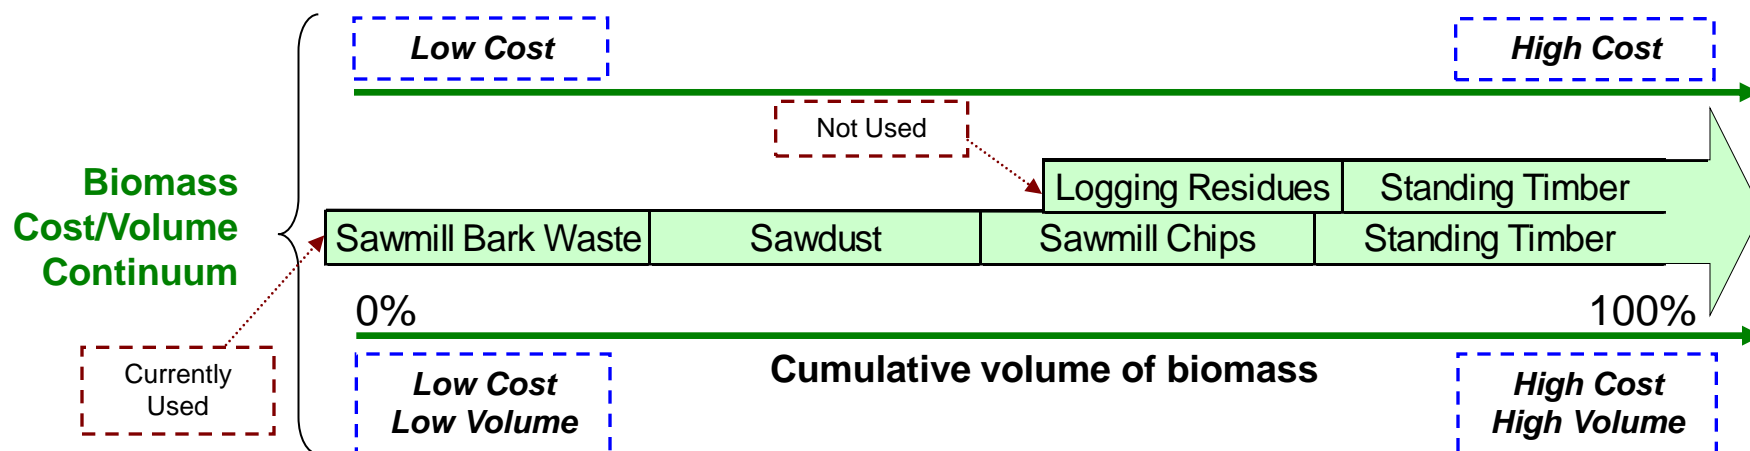 Low Cost
High Cost
Not Used
Biomass
Cost/Volume
Continuum
Logging Residues
Standing Timber
Sawmill Bark Waste
Sawdust
Sawmill Chips
Standing Timber
0%
100%
Currently
Used
Low Cost
Low Volume
Cumulative volume of biomass
High Cost
High Volume